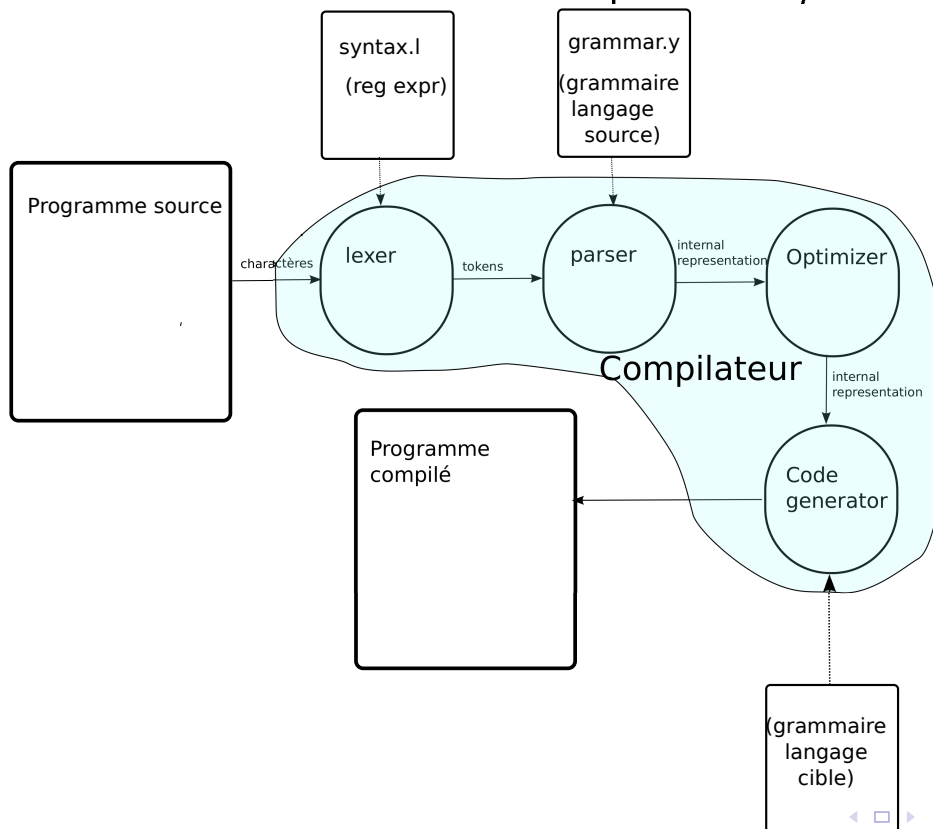 syntax.l
(reg expr)
grammar.y
(grammaire
langage
source)
Programme source
charactères
lexer
tokens
parser
internal
representation
Optimizer
Compilateur
internal
representation
Programme
compilé
Code
generator
(grammaire
langage
cible)